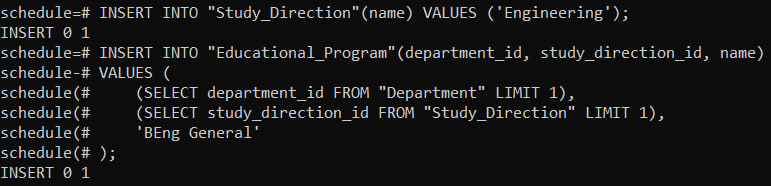 schedule=# INSERT INTO "Study_Direction"(name) VALUES ('Engineering');
INSERT 0 1
schedule=# INSERT INTO "Educational_Program"(department_id, study_direction_id, name)
schedule-# VALUES (
schedule(#     (SELECT department_id FROM "Department" LIMIT 1),
schedule(#     (SELECT study_direction_id FROM "Study_Direction" LIMIT 1),
schedule(#     'BEng General'
schedule(# );
INSERT 0 1